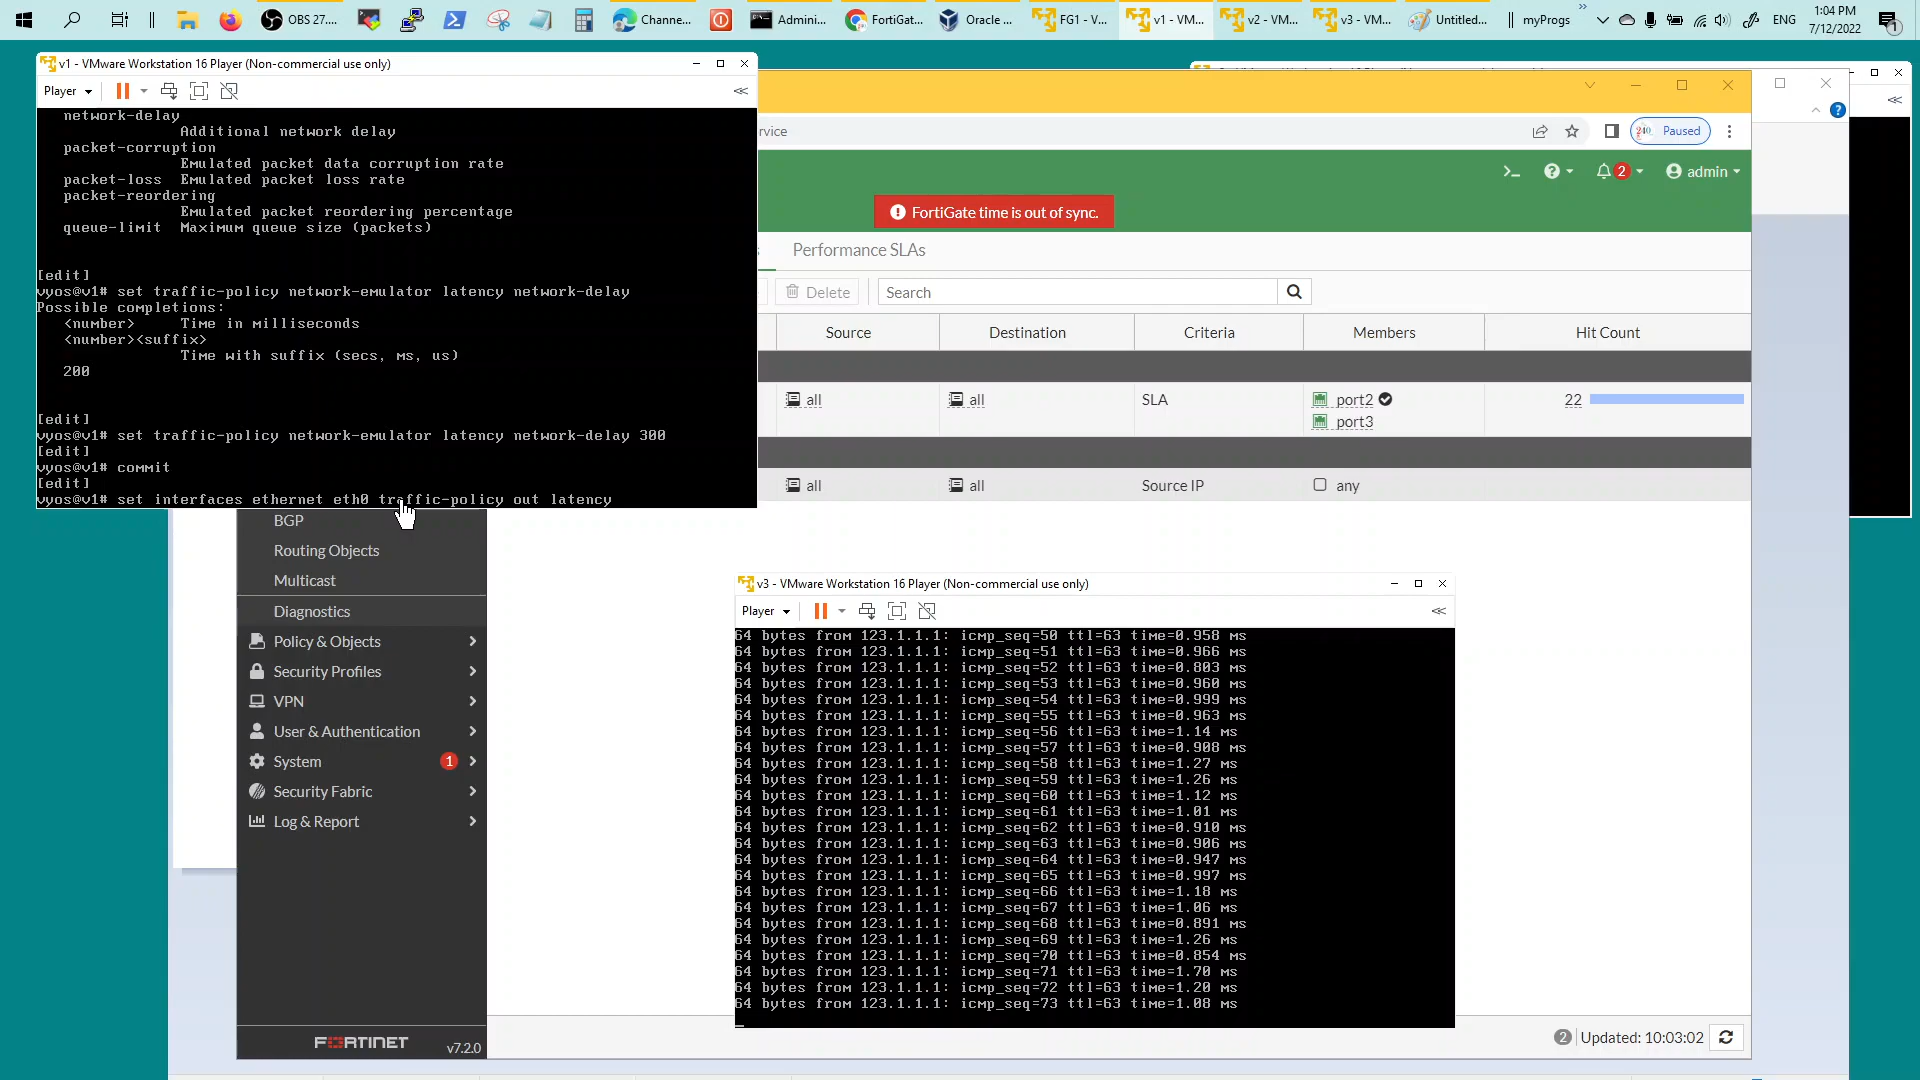 OBS 27....
Channe...
Admini...
FortiGat...
Oracle ...
FG1 - V...
v1 - VM...
v2 - VM...
v3 - VM...
Untitled...
myProgs
»
ENG
1:04 PM
7/12/2022
1
v1 - VMware Workstation 16 Player (Non-commercial use only)
Player
network-delay
Additional network delay
packet-corruption
Emulated packet data corruption rate
packet-loss Emulated packet loss rate
packet-reordering
Emulated packet reordering percentage
queue-limit Maximum queue size (packets)
[edit]
vyos@v1# set traffic-policy network-emulator latency network-delay
Possible completions:
<number> Time in milliseconds
<number><suffix>
Time with suffix (secs, ms, us)
200
[edit]
vyos@v1# set traffic-policy network-emulator latency network-delay 300
[edit]
vyos@v1# commit
[edit]
vyos@v1# set interfaces ethernet eth0 traffic-policy out latency
rvice
240
Paused
2
admin
FortiGate time is out of sync.
Performance SLAs
Delete
Search
Source Destination Criteria Members Hit Count
all all SLA port2 22
port3
all all Source IP any
BGP
Routing Objects
Multicast
Diagnostics
Policy & Objects
Security Profiles
VPN
User & Authentication
System 1
Security Fabric
Log & Report
FORTINET v7.2.0
v3 - VMware Workstation 16 Player (Non-commercial use only)
Player
64 bytes from 123.1.1.1: icmp_seq=50 ttl=63 time=0.958 ms
64 bytes from 123.1.1.1: icmp_seq=51 ttl=63 time=0.966 ms
64 bytes from 123.1.1.1: icmp_seq=52 ttl=63 time=0.803 ms
64 bytes from 123.1.1.1: icmp_seq=53 ttl=63 time=0.960 ms
64 bytes from 123.1.1.1: icmp_seq=54 ttl=63 time=0.999 ms
64 bytes from 123.1.1.1: icmp_seq=55 ttl=63 time=0.963 ms
64 bytes from 123.1.1.1: icmp_seq=56 ttl=63 time=1.14 ms
64 bytes from 123.1.1.1: icmp_seq=57 ttl=63 time=0.908 ms
64 bytes from 123.1.1.1: icmp_seq=58 ttl=63 time=1.27 ms
64 bytes from 123.1.1.1: icmp_seq=59 ttl=63 time=1.26 ms
64 bytes from 123.1.1.1: icmp_seq=60 ttl=63 time=1.12 ms
64 bytes from 123.1.1.1: icmp_seq=61 ttl=63 time=1.01 ms
64 bytes from 123.1.1.1: icmp_seq=62 ttl=63 time=0.910 ms
64 bytes from 123.1.1.1: icmp_seq=63 ttl=63 time=0.906 ms
64 bytes from 123.1.1.1: icmp_seq=64 ttl=63 time=0.947 ms
64 bytes from 123.1.1.1: icmp_seq=65 ttl=63 time=0.997 ms
64 bytes from 123.1.1.1: icmp_seq=66 ttl=63 time=1.18 ms
64 bytes from 123.1.1.1: icmp_seq=67 ttl=63 time=1.06 ms
64 bytes from 123.1.1.1: icmp_seq=68 ttl=63 time=0.891 ms
64 bytes from 123.1.1.1: icmp_seq=69 ttl=63 time=1.26 ms
64 bytes from 123.1.1.1: icmp_seq=70 ttl=63 time=0.854 ms
64 bytes from 123.1.1.1: icmp_seq=71 ttl=63 time=1.70 ms
64 bytes from 123.1.1.1: icmp_seq=72 ttl=63 time=1.20 ms
64 bytes from 123.1.1.1: icmp_seq=73 ttl=63 time=1.08 ms
2 Updated: 10:03:02